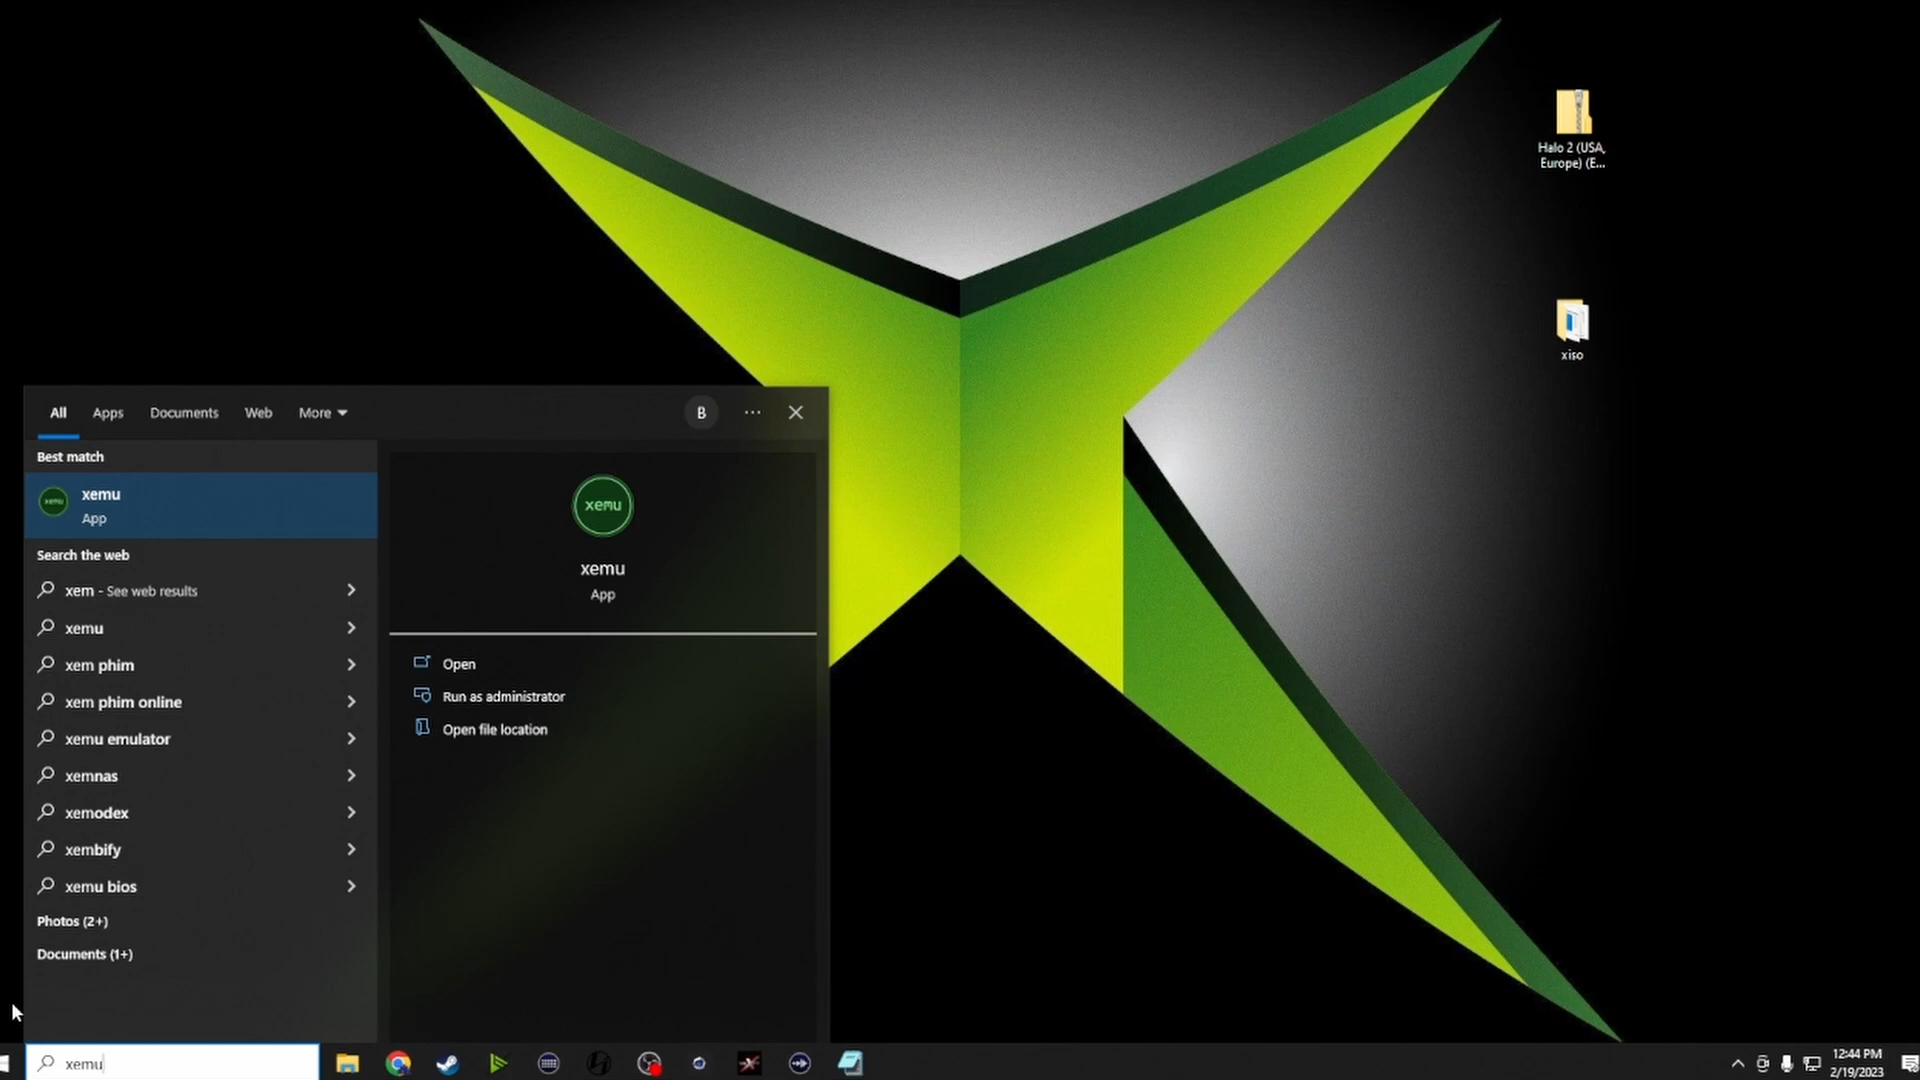 Halo 2 (USA,
Europe) (E...
xiso
All
Apps
Documents
Web
More
B
...
Best match
xemu
App
Search the web
xem - See web results
xemu
xem phim
xem phim online
xemu emulator
xemnas
xemodex
xembify
xemu bios
Photos (2+)
Documents (1+)
xemu
xemu
App
Open
Run as administrator
Open file location
xemu
12:44 PM
2/19/2023